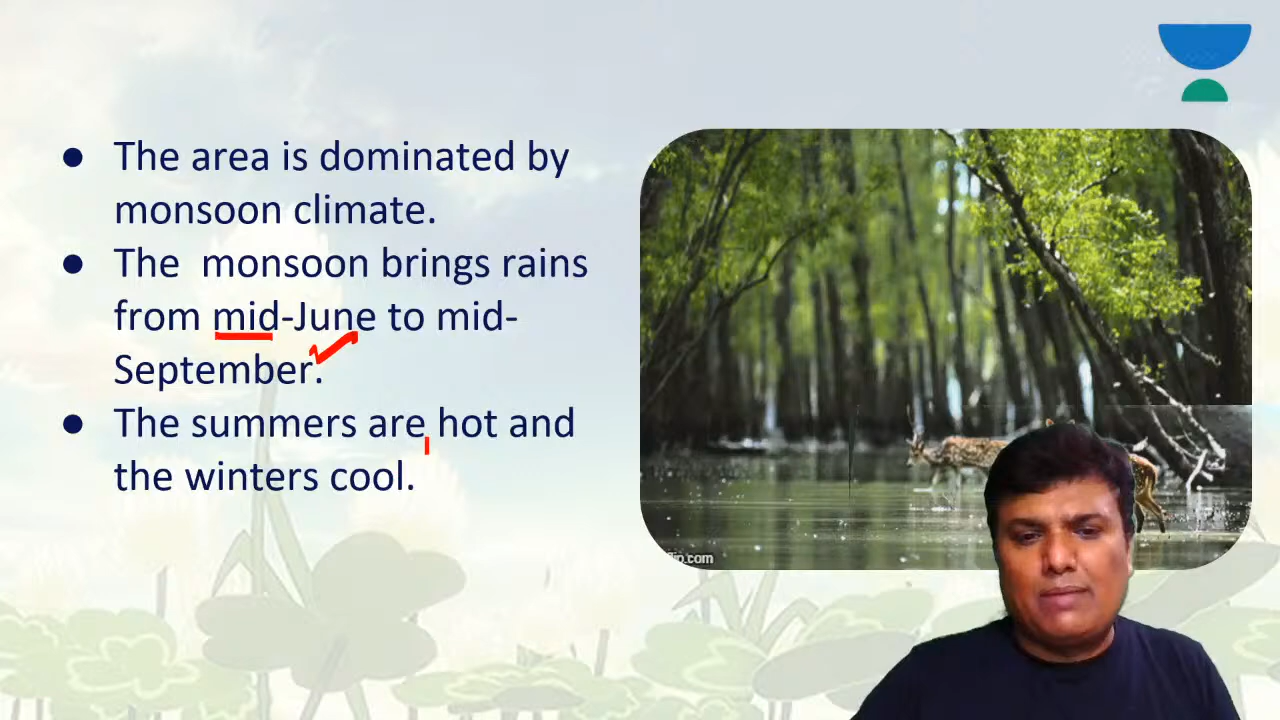 ● The area is dominated by
monsoon climate.
● The monsoon brings rains
from mid-June to mid-
September.
● The summers are hot and
the winters cool.